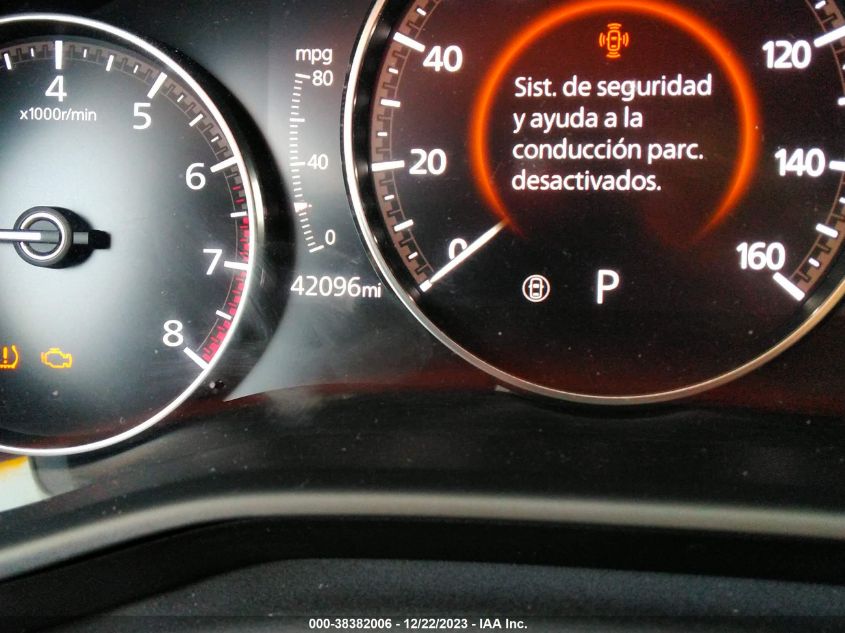 4
x1000r/min
5
6
7
8
mpg
80
40
0
42096mi
40
20
0
120
140
160
Sist. de seguridad
y ayuda a la
conducción parc.
desactivados.
P
000-38382006 - 12/22/2023 - IAA Inc.